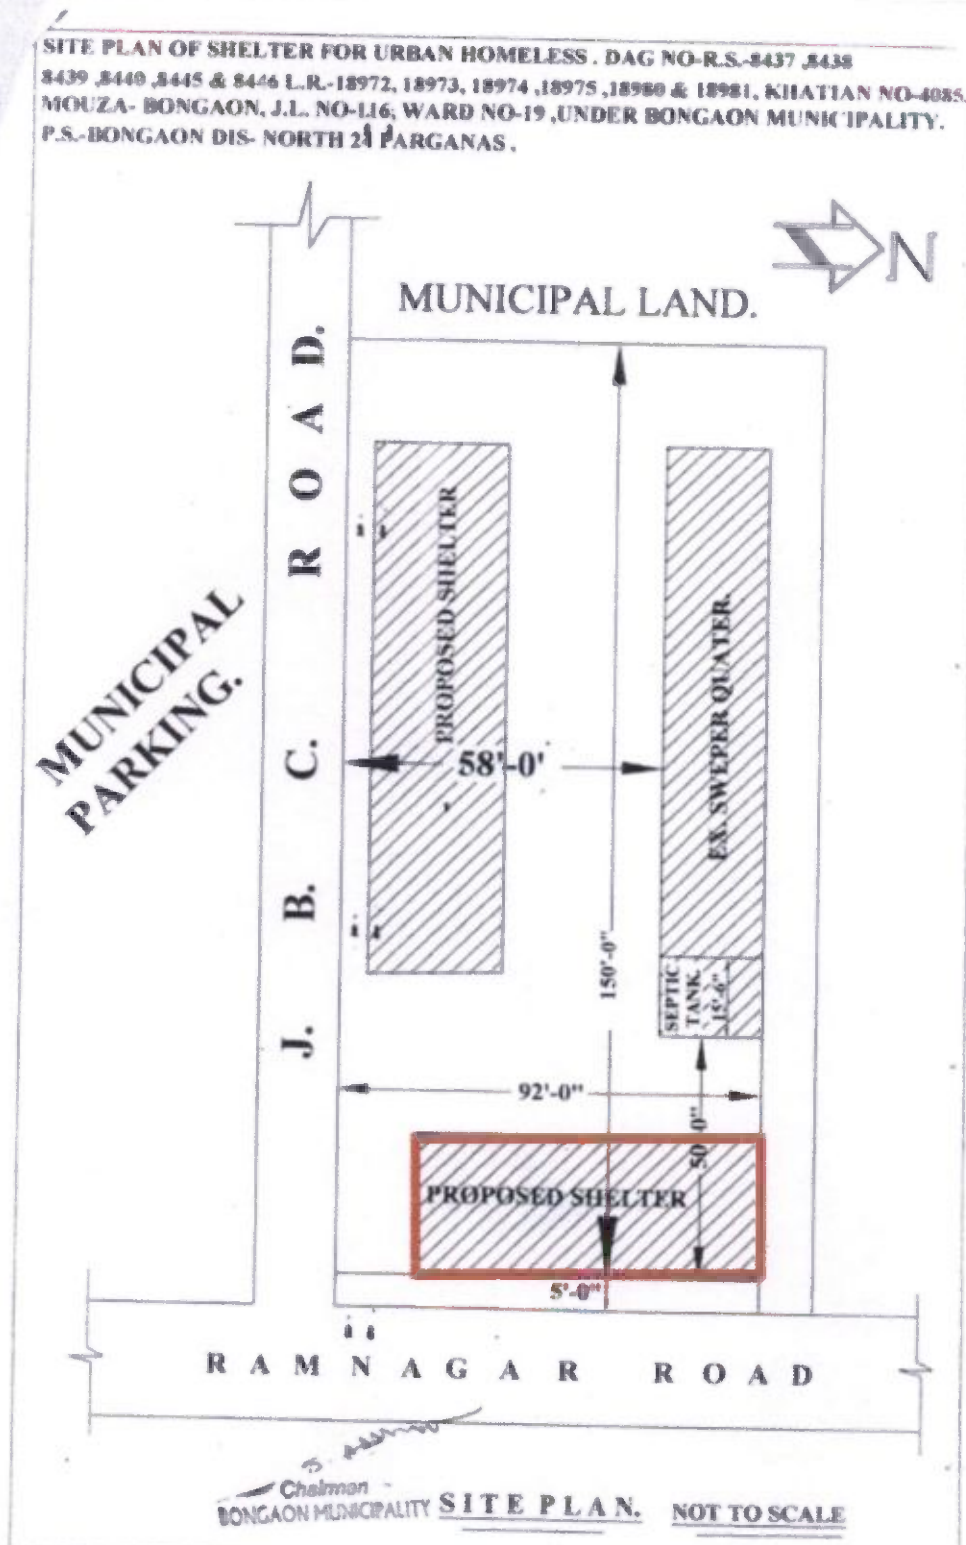 SITE PLAN OF SHELTER FOR URBAN HOMELESS. DAG NO-R.S.-8437 ,8438
8439 ,8440 ,8445 & 8446 L.R.-18972, 18973, 18974 ,18975 ,18980 & 18981, KHATIAN NO-4085,
MOUZA- BONGAON, J.L. NO-116, WARD NO-19 ,UNDER BONGAON MUNICIPALITY.
P.S.-BONGAON DIS- NORTH 24 PARGANAS.
N
MUNICIPAL LAND.
J. B. C. ROAD.
MUNICIPAL
PARKING.
PROPOSED SHELTER
EX. SWEPER QUATER.
58'-0'
150'-0"
SEPTIC
TANK.
15'-6"
92'-0"
50'-0"
PROPOSED SHELTER
5'-0"
RAMNAGAR ROAD
Chairman
BONGAON MUNICIPALITY
SITE PLAN.
NOT TO SCALE